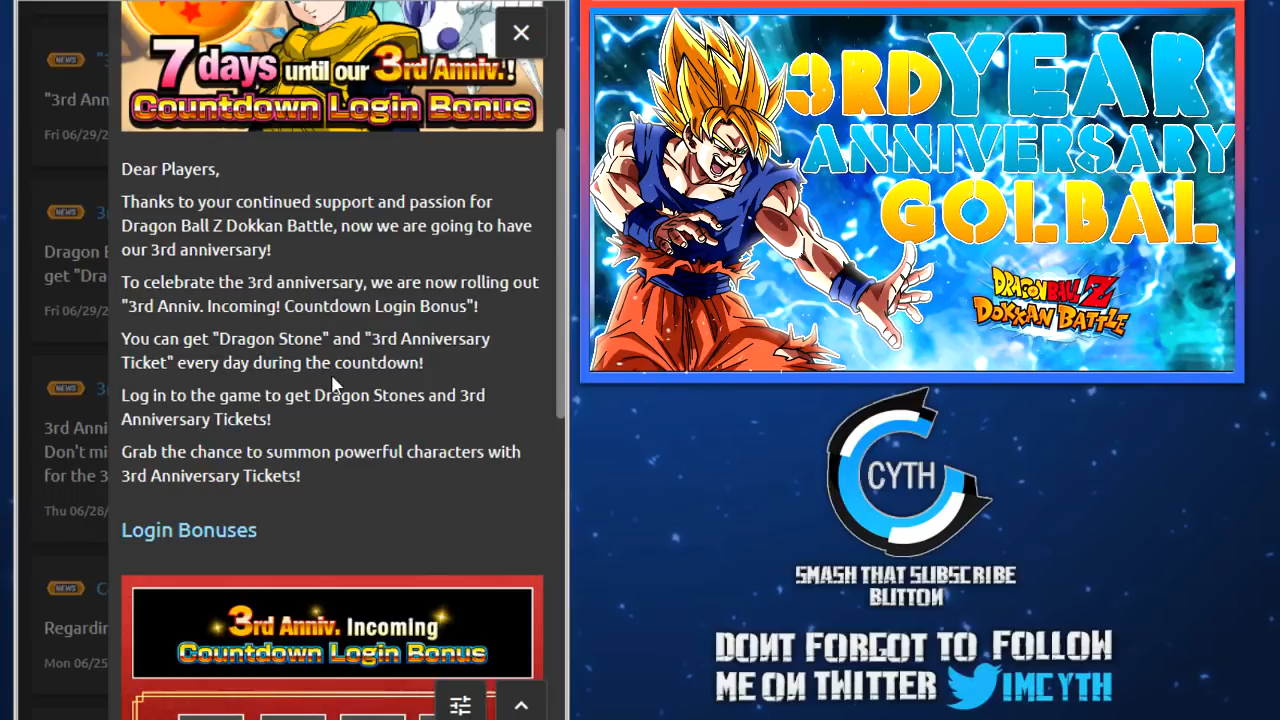 7 days until our 3rd Anniv.!
Countdown Login Bonus
Dear Players,
Thanks to your continued support and passion for
Dragon Ball Z Dokkan Battle, now we are going to have
our 3rd anniversary!
To celebrate the 3rd anniversary, we are now rolling out
"3rd Anniv. Incoming! Countdown Login Bonus"!
You can get "Dragon Stone" and "3rd Anniversary
Ticket" every day during the countdown!
Log in to the game to get Dragon Stones and 3rd
Anniversary Tickets!
Grab the chance to summon powerful characters with
3rd Anniversary Tickets!
Login Bonuses
3rd Anniv. Incoming
Countdown Login Bonus
NEWS
"3rd Ann
Fri 06/29/2
NEWS
Dragon B
get "Dra
Fri 06/29/2
NEWS
3rd Anni
Don't mi
for the 3
Thu 06/28/
NEWS
Regardin
Mon 06/25
3RD YEAR
ANNIVERSARY
GOLBAL
DRAGON BALL Z
DOKKAN BATTLE
CYTH
SMASH THAT SUBSCRIBE
BUTTON
DONT FORGOT TO FOLLOW
ME ON TWITTER IMCYTH